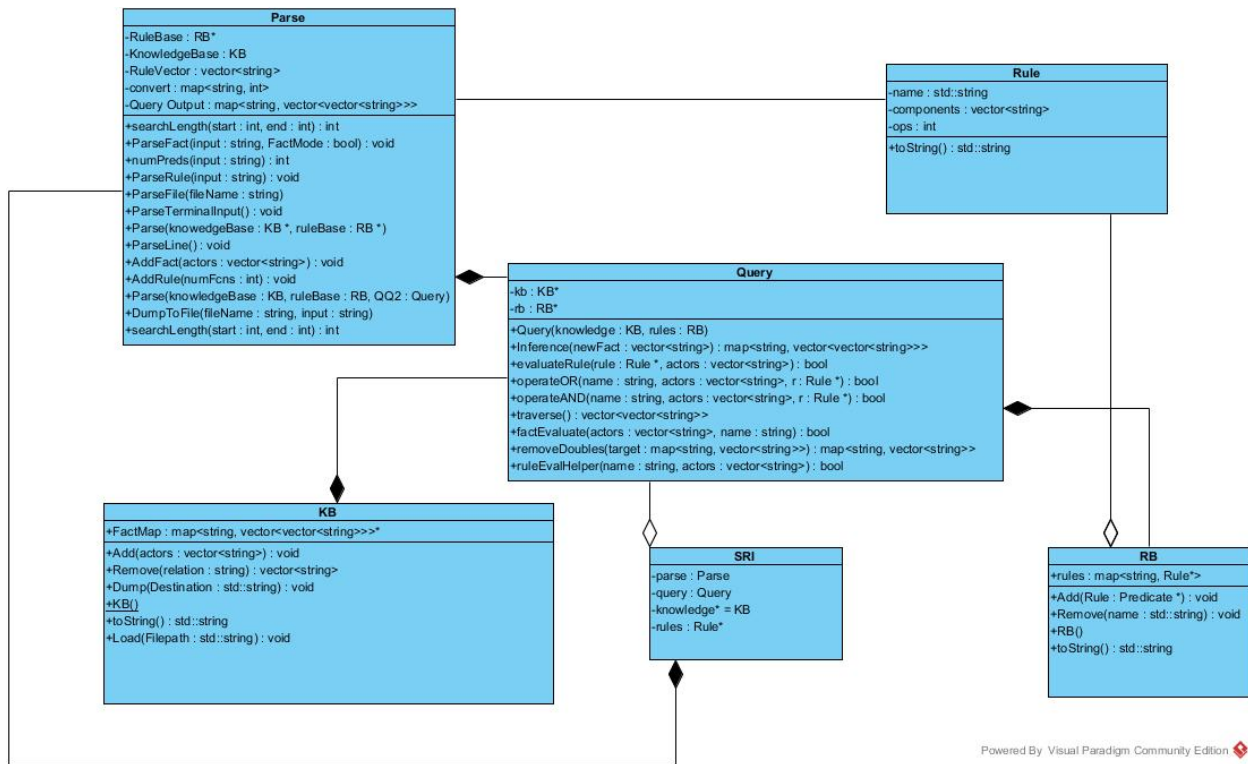 Parse
-RuleBase : RB*
-KnowledgeBase : KB
-RuleVector : vector<string>
-convert : map<string, int>
-Query Output : map<string, vector<vector<string>>>
+searchLength(start : int, end : int) : int
+ParseFact(input : string, FactMode : bool) : void
+numPreds(input : string) : int
+ParseRule(input : string) : void
+ParseFile(fileName : string)
+ParseTerminalInput() : void
+Parse(knowedgeBase : KB *, ruleBase : RB *)
+ParseLine() : void
+AddFact(actors : vector<string>) : void
+AddRule(numFcns : int) : void
+Parse(knowledgeBase : KB, ruleBase : RB, QQ2 : Query)
+DumpToFile(fileName : string, input : string)
+searchLength(start : int, end : int) : int
Rule
-name : std::string
-components : vector<string>
-ops : int
+toString() : std::string
Query
-kb : KB*
-rb : RB*
+Query(knowledge : KB, rules : RB)
+Inference(newFact : vector<string>) : map<string, vector<vector<string>>>
+evaluateRule(rule : Rule *, actors : vector<string>) : bool
+operateOR(name : string, actors : vector<string>, r : Rule *) : bool
+operateAND(name : string, actors : vector<string>, r : Rule *) : bool
+traverse() : vector<vector<string>>
+factEvaluate(actors : vector<string>, name : string) : bool
+removeDoubles(target : map<string, vector<string>>) : map<string, vector<string>>
+ruleEvalHelper(name : string, actors : vector<string>) : bool
KB
+FactMap : map<string, vector<vector<string>>>*
+Add(actors : vector<string>) : void
+Remove(relation : string) : vector<string>
+Dump(Destination : std::string) : void
+KB()
+toString() : std::string
+Load(Filepath : std::string) : void
SRI
-parse : Parse
-query : Query
-knowledge* = KB
-rules : Rule*
RB
+rules : map<string, Rule*>
+Add(Rule : Predicate *) : void
+Remove(name : std::string) : void
+RB()
+toString() : std::string
Powered By Visual Paradigm Community Edition